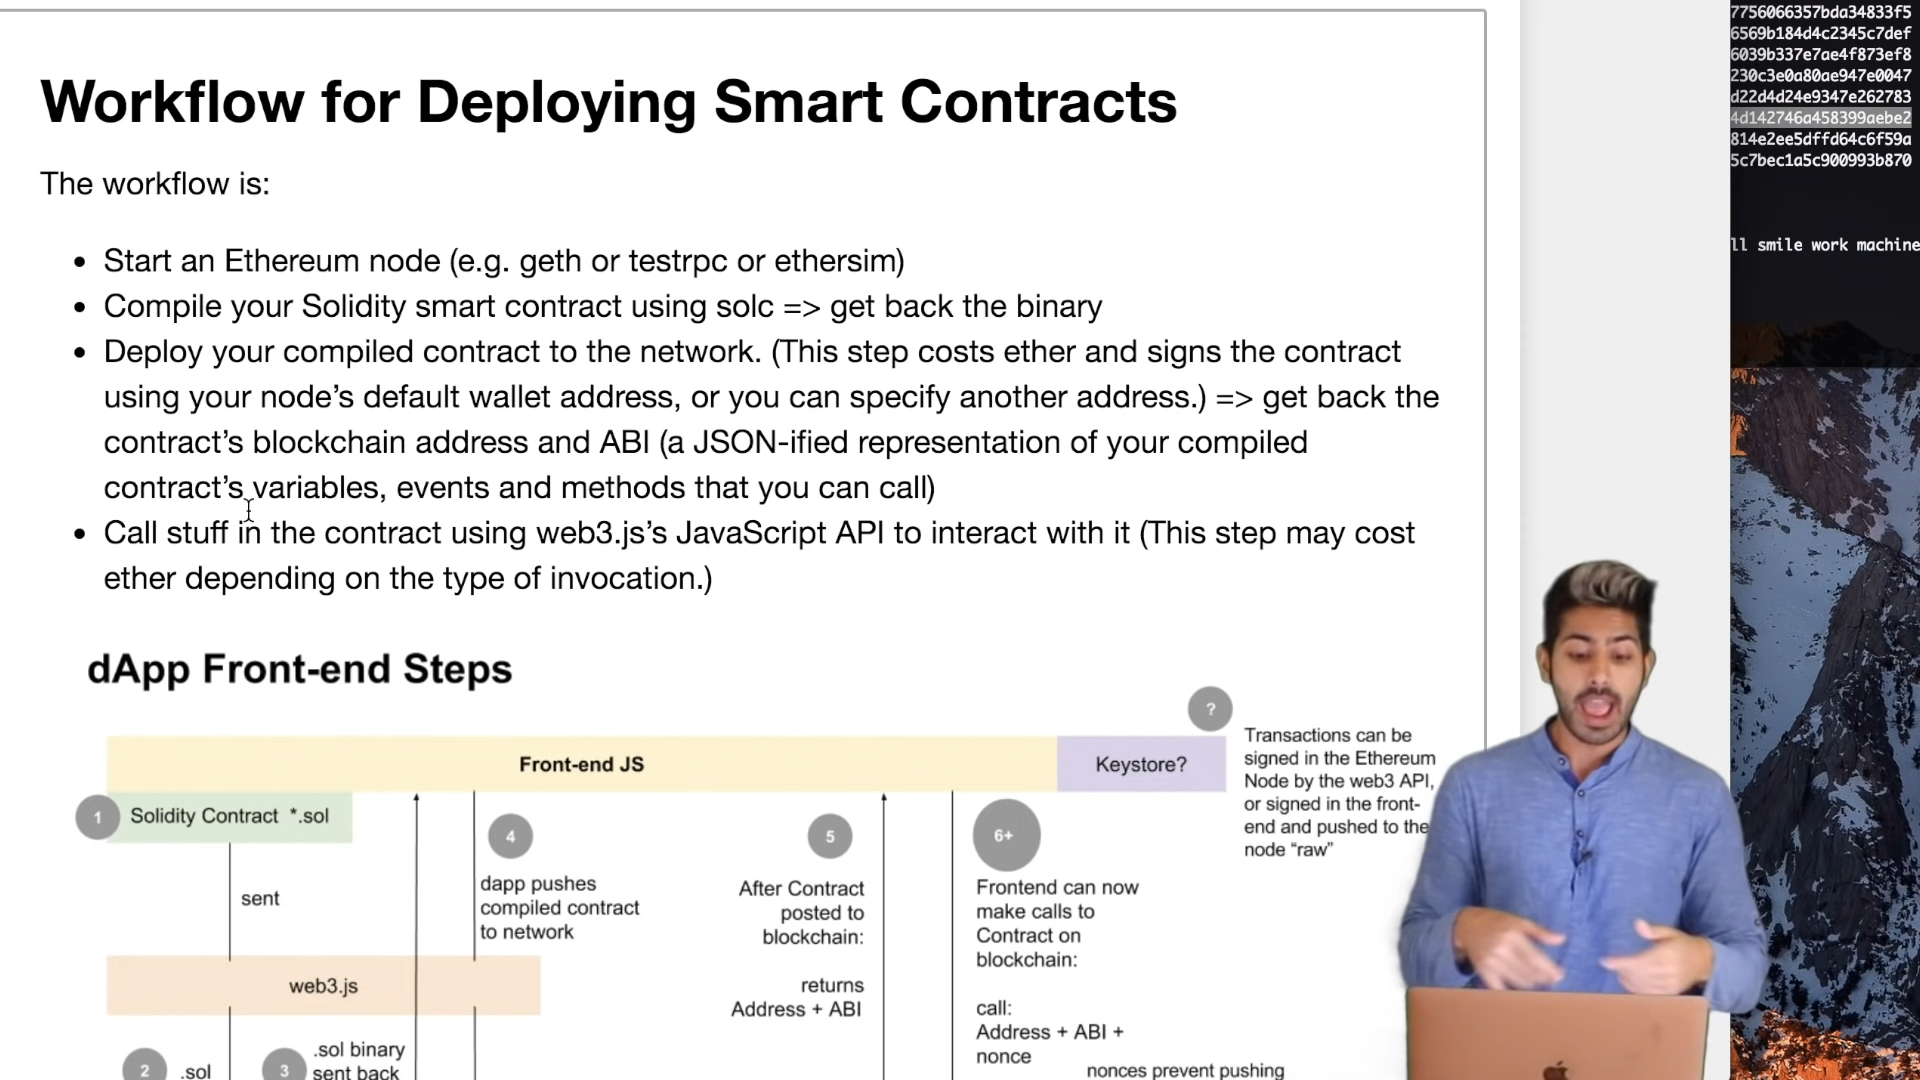 Workflow for Deploying Smart Contracts
The workflow is:
• Start an Ethereum node (e.g. geth or testrpc or ethersim)
• Compile your Solidity smart contract using solc => get back the binary
• Deploy your compiled contract to the network. (This step costs ether and signs the contract
using your node’s default wallet address, or you can specify another address.) => get back the
contract’s blockchain address and ABI (a JSON-ified representation of your compiled
contract’s variables, events and methods that you can call)
• Call stuff in the contract using web3.js’s JavaScript API to interact with it (This step may cost
ether depending on the type of invocation.)
dApp Front-end Steps
Front-end JS
Keystore?
?
Transactions can be
signed in the Ethereum
Node by the web3 API,
or signed in the front-
end and pushed to the
node “raw”
1
Solidity Contract *.sol
sent
4
dapp pushes
compiled contract
to network
5
After Contract
posted to
blockchain:
returns
Address + ABI
6+
Frontend can now
make calls to
Contract on
blockchain:
call:
Address + ABI +
nonce
nonces prevent pushing
web3.js
2
.sol
3
.sol binary
sent back
7756066357bda34833f5
6569b184d4c2345c7def
6039b337e7ae4f873ef8
230c3e0a80ae947e0047
d22d4d24e9347e262783
4d142746a458399aebe2
814e2ee5dffd64c6f59a
5c7bec1a5c900993b870
ll smile work machine